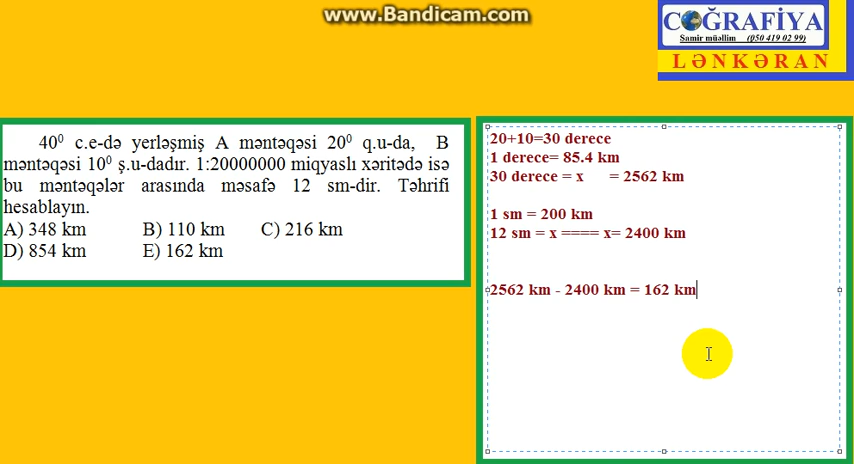 www.Bandicam.com
COĞRAFİYA
Samir müəllim (050 419 02 99)
LƏNKƏRAN
40⁰ c.e-də yerləşmiş A məntəqəsi 20⁰ q.u-da, B
məntəqəsi 10⁰ ş.u-dadır. 1:20000000 miqyaslı xəritədə isə
bu məntəqələr arasında məsafə 12 sm-dir. Təhrifi
hesablayın.
A) 348 km B) 110 km C) 216 km
D) 854 km E) 162 km
20+10=30 derece
1 derece= 85.4 km
30 derece = x = 2562 km
1 sm = 200 km
12 sm = x ==== x= 2400 km
2562 km - 2400 km = 162 km